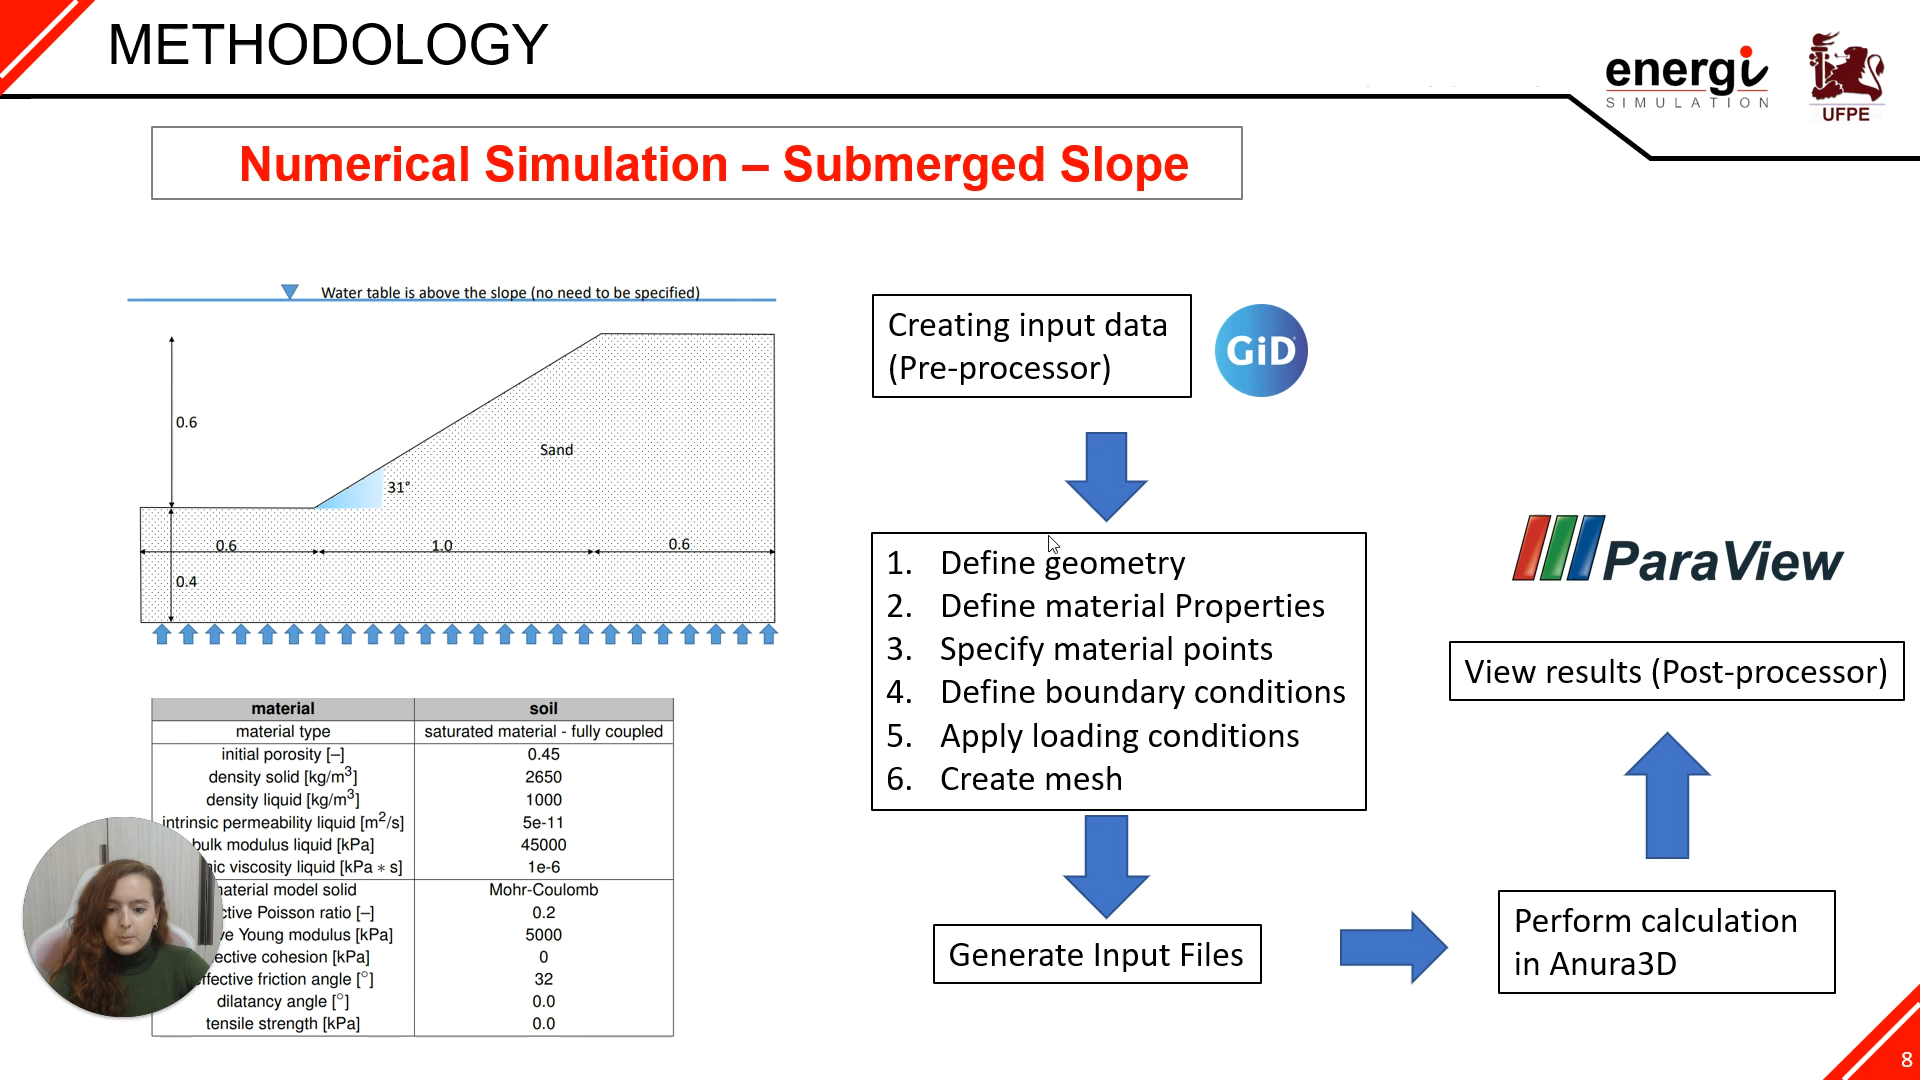 METHODOLOGY
energi
SIMULATION
UFPE
Numerical Simulation – Submerged Slope
Water table is above the slope (no need to be specified)
0.6
Sand
31°
0.6
1.0
0.6
0.4
material soil
material type saturated material - fully coupled
initial porosity [–] 0.45
density solid [kg/m³] 2650
density liquid [kg/m³] 1000
intrinsic permeability liquid [m²/s] 5e-11
bulk modulus liquid [kPa] 45000
viscosity liquid [kPa * s] 1e-6
material model solid Mohr-Coulomb
Poisson ratio [–] 0.2
Young modulus [kPa] 5000
cohesion [kPa] 0
effective friction angle [°] 32
dilatancy angle [°] 0.0
tensile strength [kPa] 0.0
Creating input data
(Pre-processor)
GiD
1. Define geometry
2. Define material Properties
3. Specify material points
4. Define boundary conditions
5. Apply loading conditions
6. Create mesh
Generate Input Files
Perform calculation
in Anura3D
View results (Post-processor)
ParaView
8